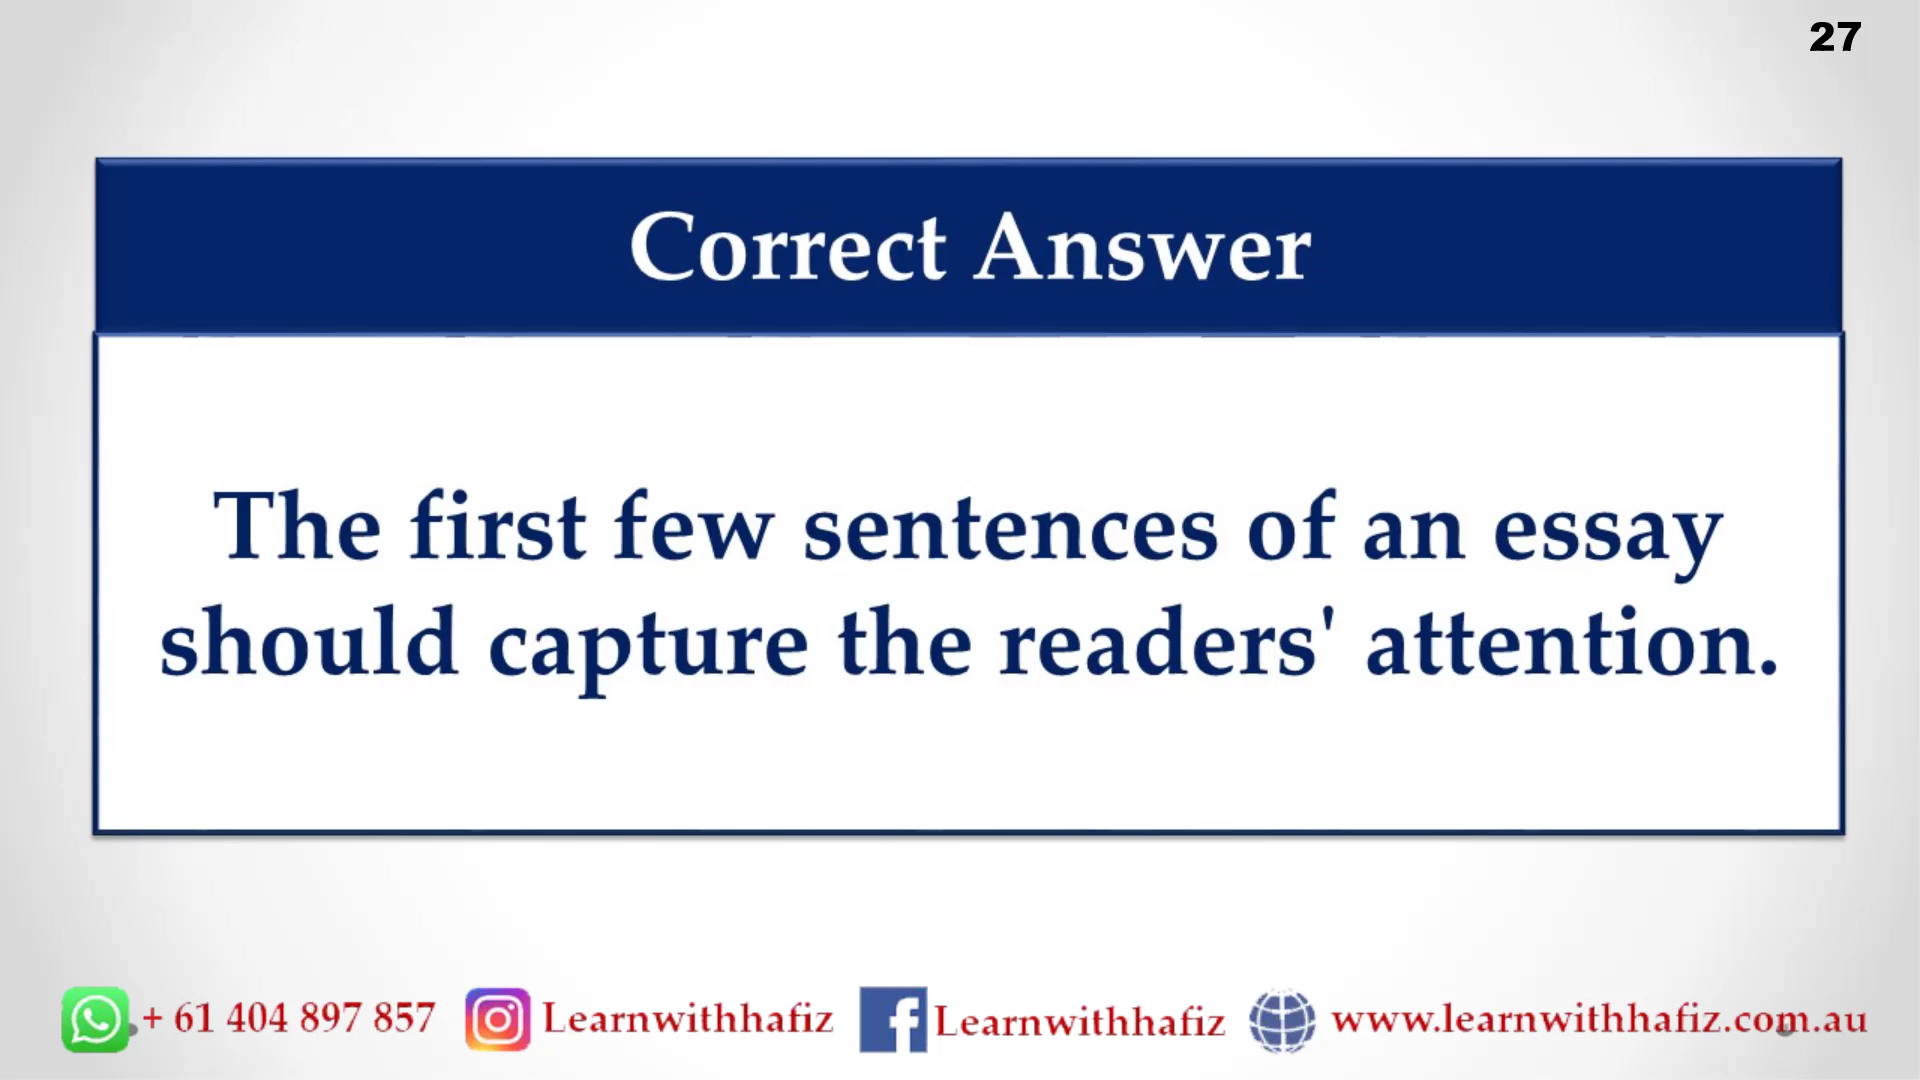 27
Correct Answer
The first few sentences of an essay
should capture the readers' attention.
+ 61 404 897 857 Learnwithhafiz Learnwithhafiz www.learnwithhafiz.com.au